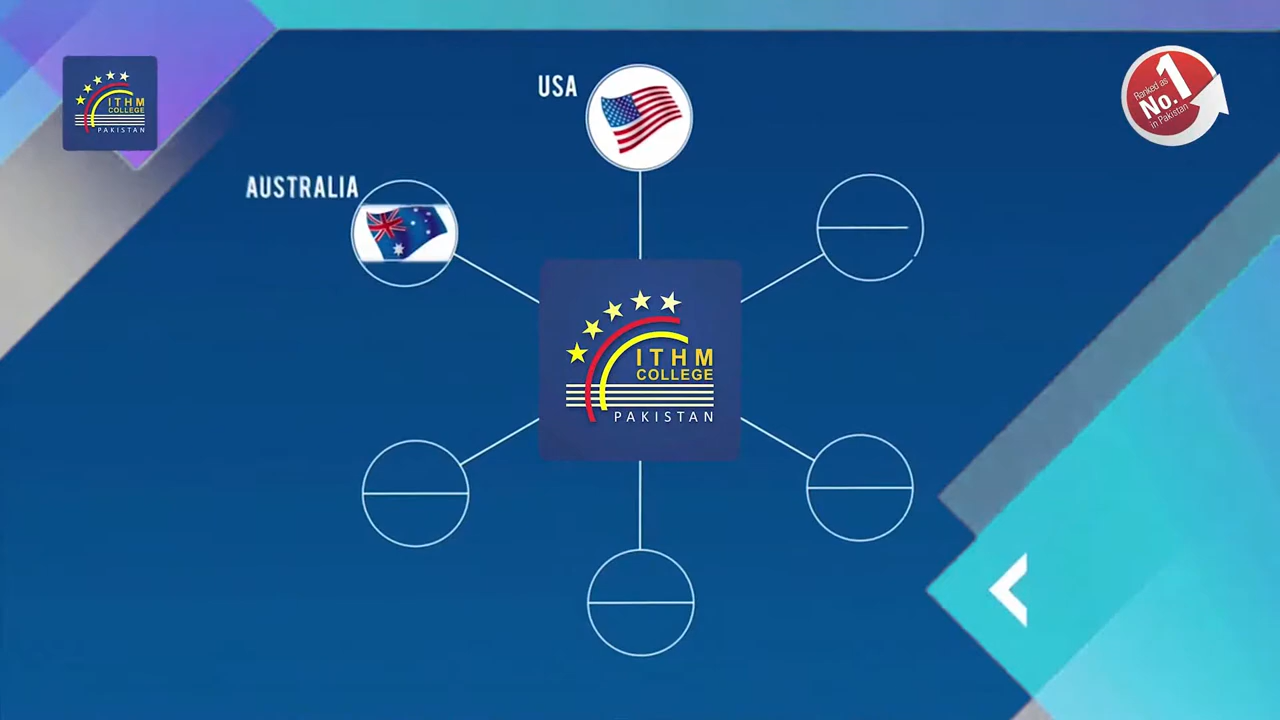 ITHM
COLLEGE
PAKISTAN
USA
Ranked as
No.1
in Pakistan
AUSTRALIA
ITHM
COLLEGE
PAKISTAN